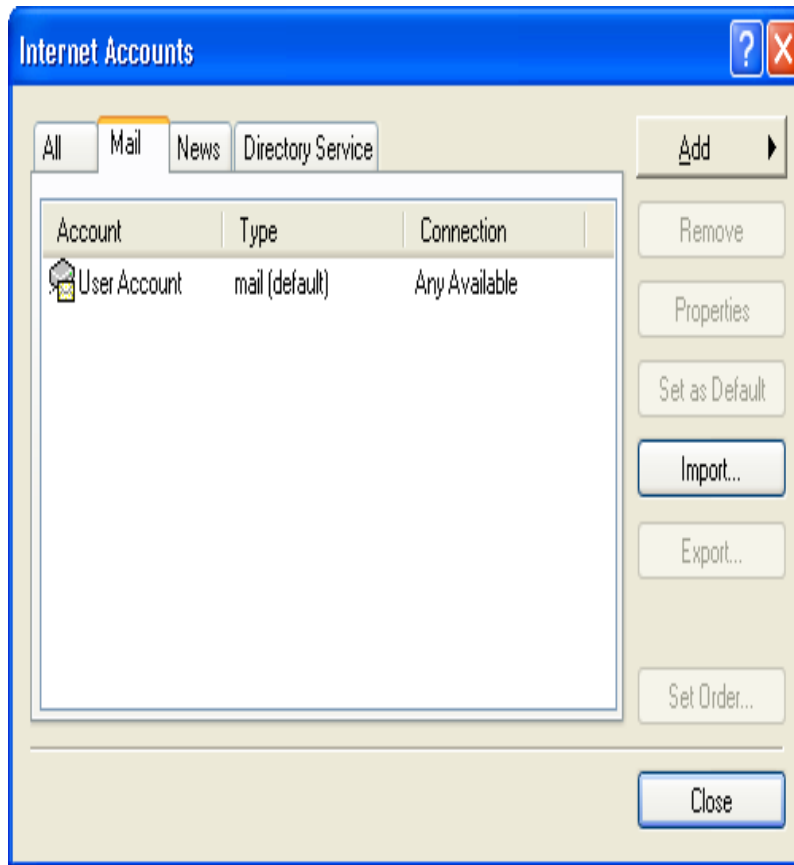 Internet Accounts
?
All Mail News Directory Service
Add
Account Type Connection
Remove
User Account mail (default) Any Available
Properties
Set as Default
Import...
Export...
Set Order...
Close